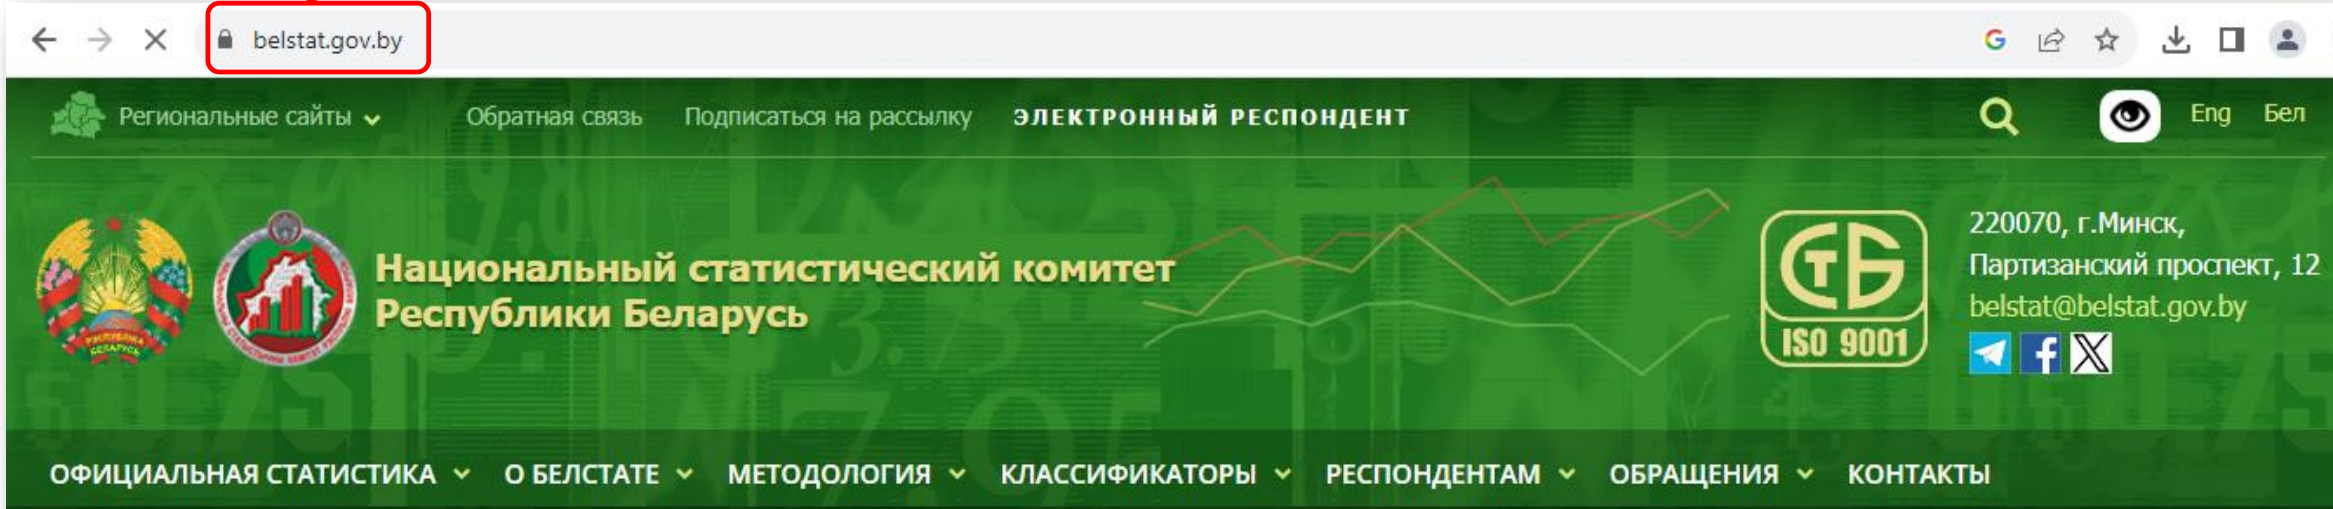 belstat.gov.by
Региональные сайты Обратная связь Подписаться на рассылку ЭЛЕКТРОННЫЙ РЕСПОНДЕНТ Eng Бел
Национальный статистический комитет
Республики Беларусь
СТБ
ISO 9001
220070, г.Минск,
Партизанский проспект, 12
belstat@belstat.gov.by
ОФИЦИАЛЬНАЯ СТАТИСТИКА О БЕЛСТАТЕ МЕТОДОЛОГИЯ КЛАССИФИКАТОРЫ РЕСПОНДЕНТАМ ОБРАЩЕНИЯ КОНТАКТЫ